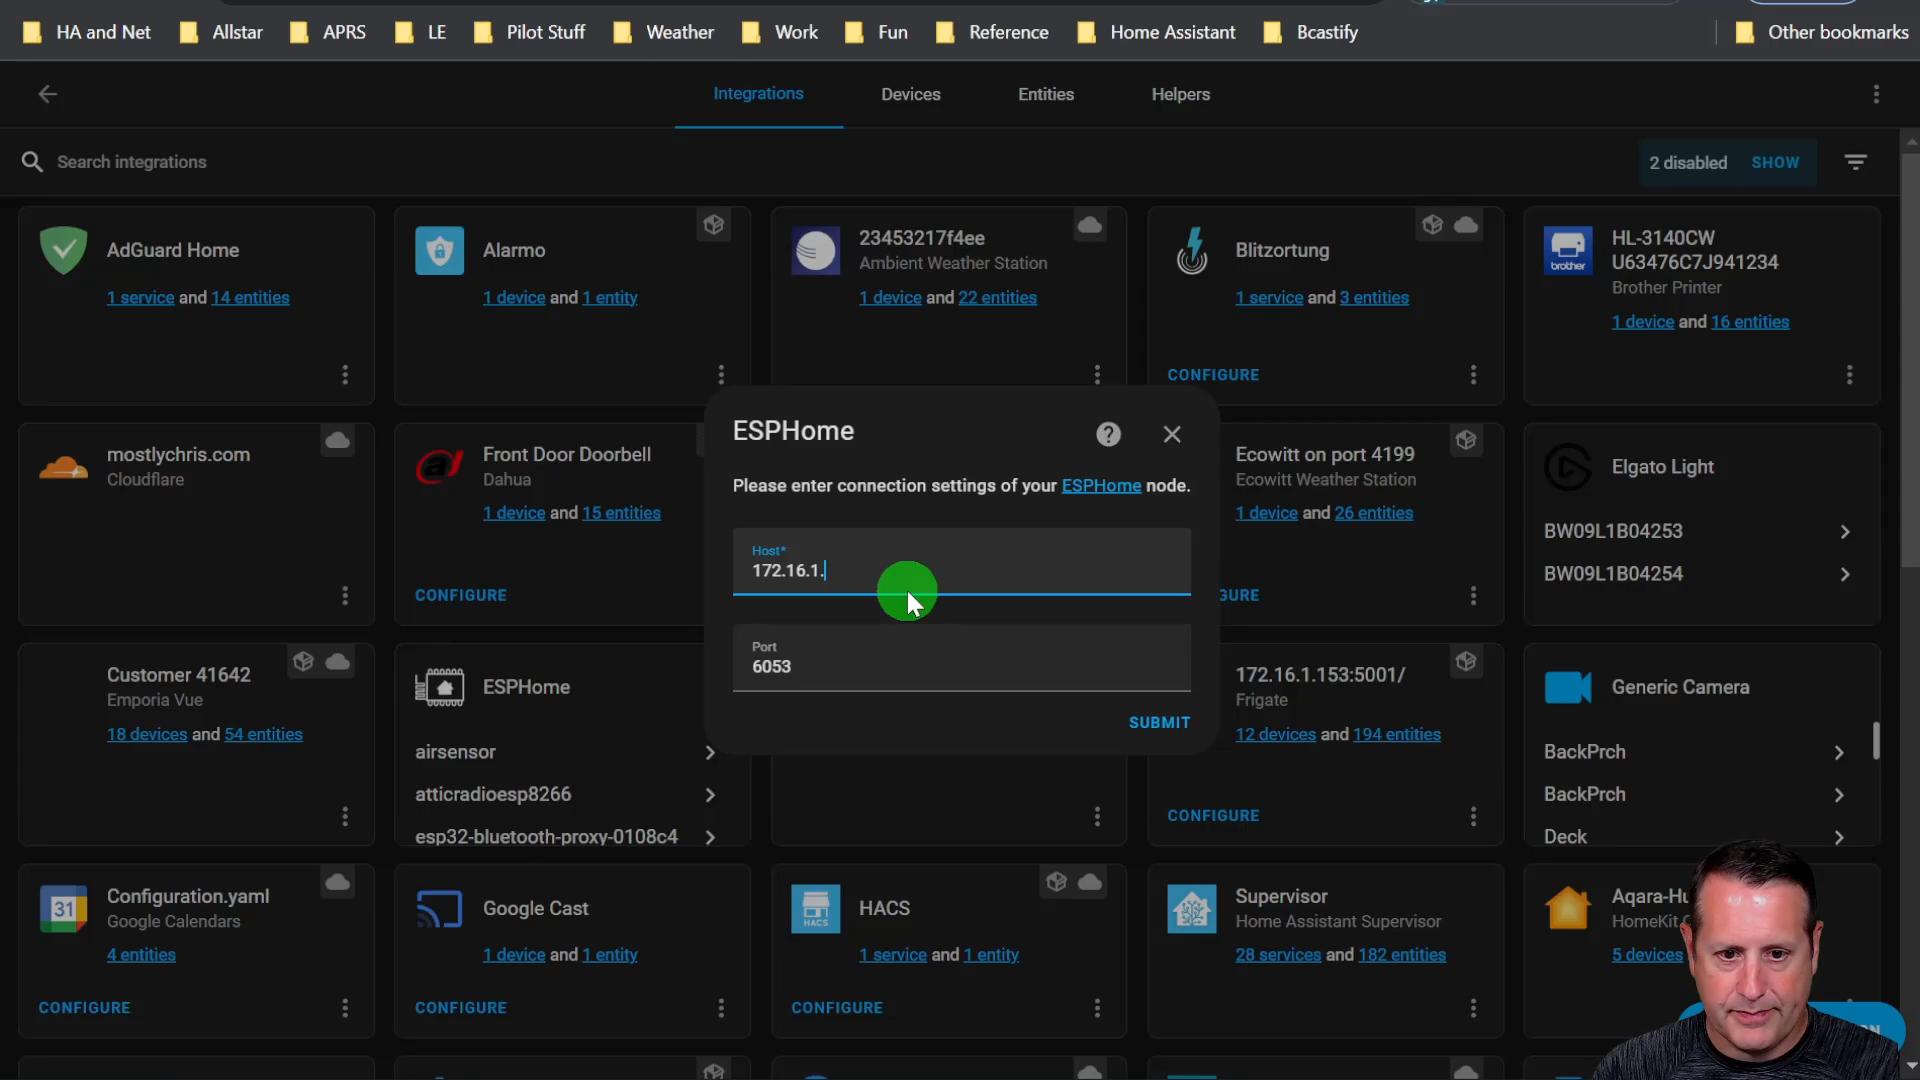 HA and Net
Allstar
APRS
LE
Pilot Stuff
Weather
Work
Fun
Reference
Home Assistant
Bcastify
Other bookmarks
Integrations
Devices
Entities
Helpers
Search integrations
2 disabled SHOW
AdGuard Home
1 service and 14 entities
Alarmo
1 device and 1 entity
23453217f4ee
Ambient Weather Station
1 device and 22 entities
Blitzortung
1 service and 3 entities
CONFIGURE
brother
HL-3140CW
U63476C7J941234
Brother Printer
1 device and 16 entities
mostlychris.com
Cloudflare
Front Door Doorbell
Dahua
1 device and 15 entities
CONFIGURE
ESPHome
Please enter connection settings of your ESPHome node.
Host*
172.16.1.
Port
6053
SUBMIT
Ecowitt on port 4199
Ecowitt Weather Station
1 device and 26 entities
Elgato Light
BW09L1B04253
BW09L1B04254
Customer 41642
Emporia Vue
18 devices and 54 entities
ESPHome
airsensor
atticradioesp8266
esp32-bluetooth-proxy-0108c4
172.16.1.153:5001/
Frigate
12 devices and 194 entities
CONFIGURE
Generic Camera
BackPrch
BackPrch
Deck
31
Configuration.yaml
Google Calendars
4 entities
CONFIGURE
Google Cast
1 device and 1 entity
CONFIGURE
HACS
HACS
1 service and 1 entity
CONFIGURE
Supervisor
Home Assistant Supervisor
28 services and 182 entities
5 devices